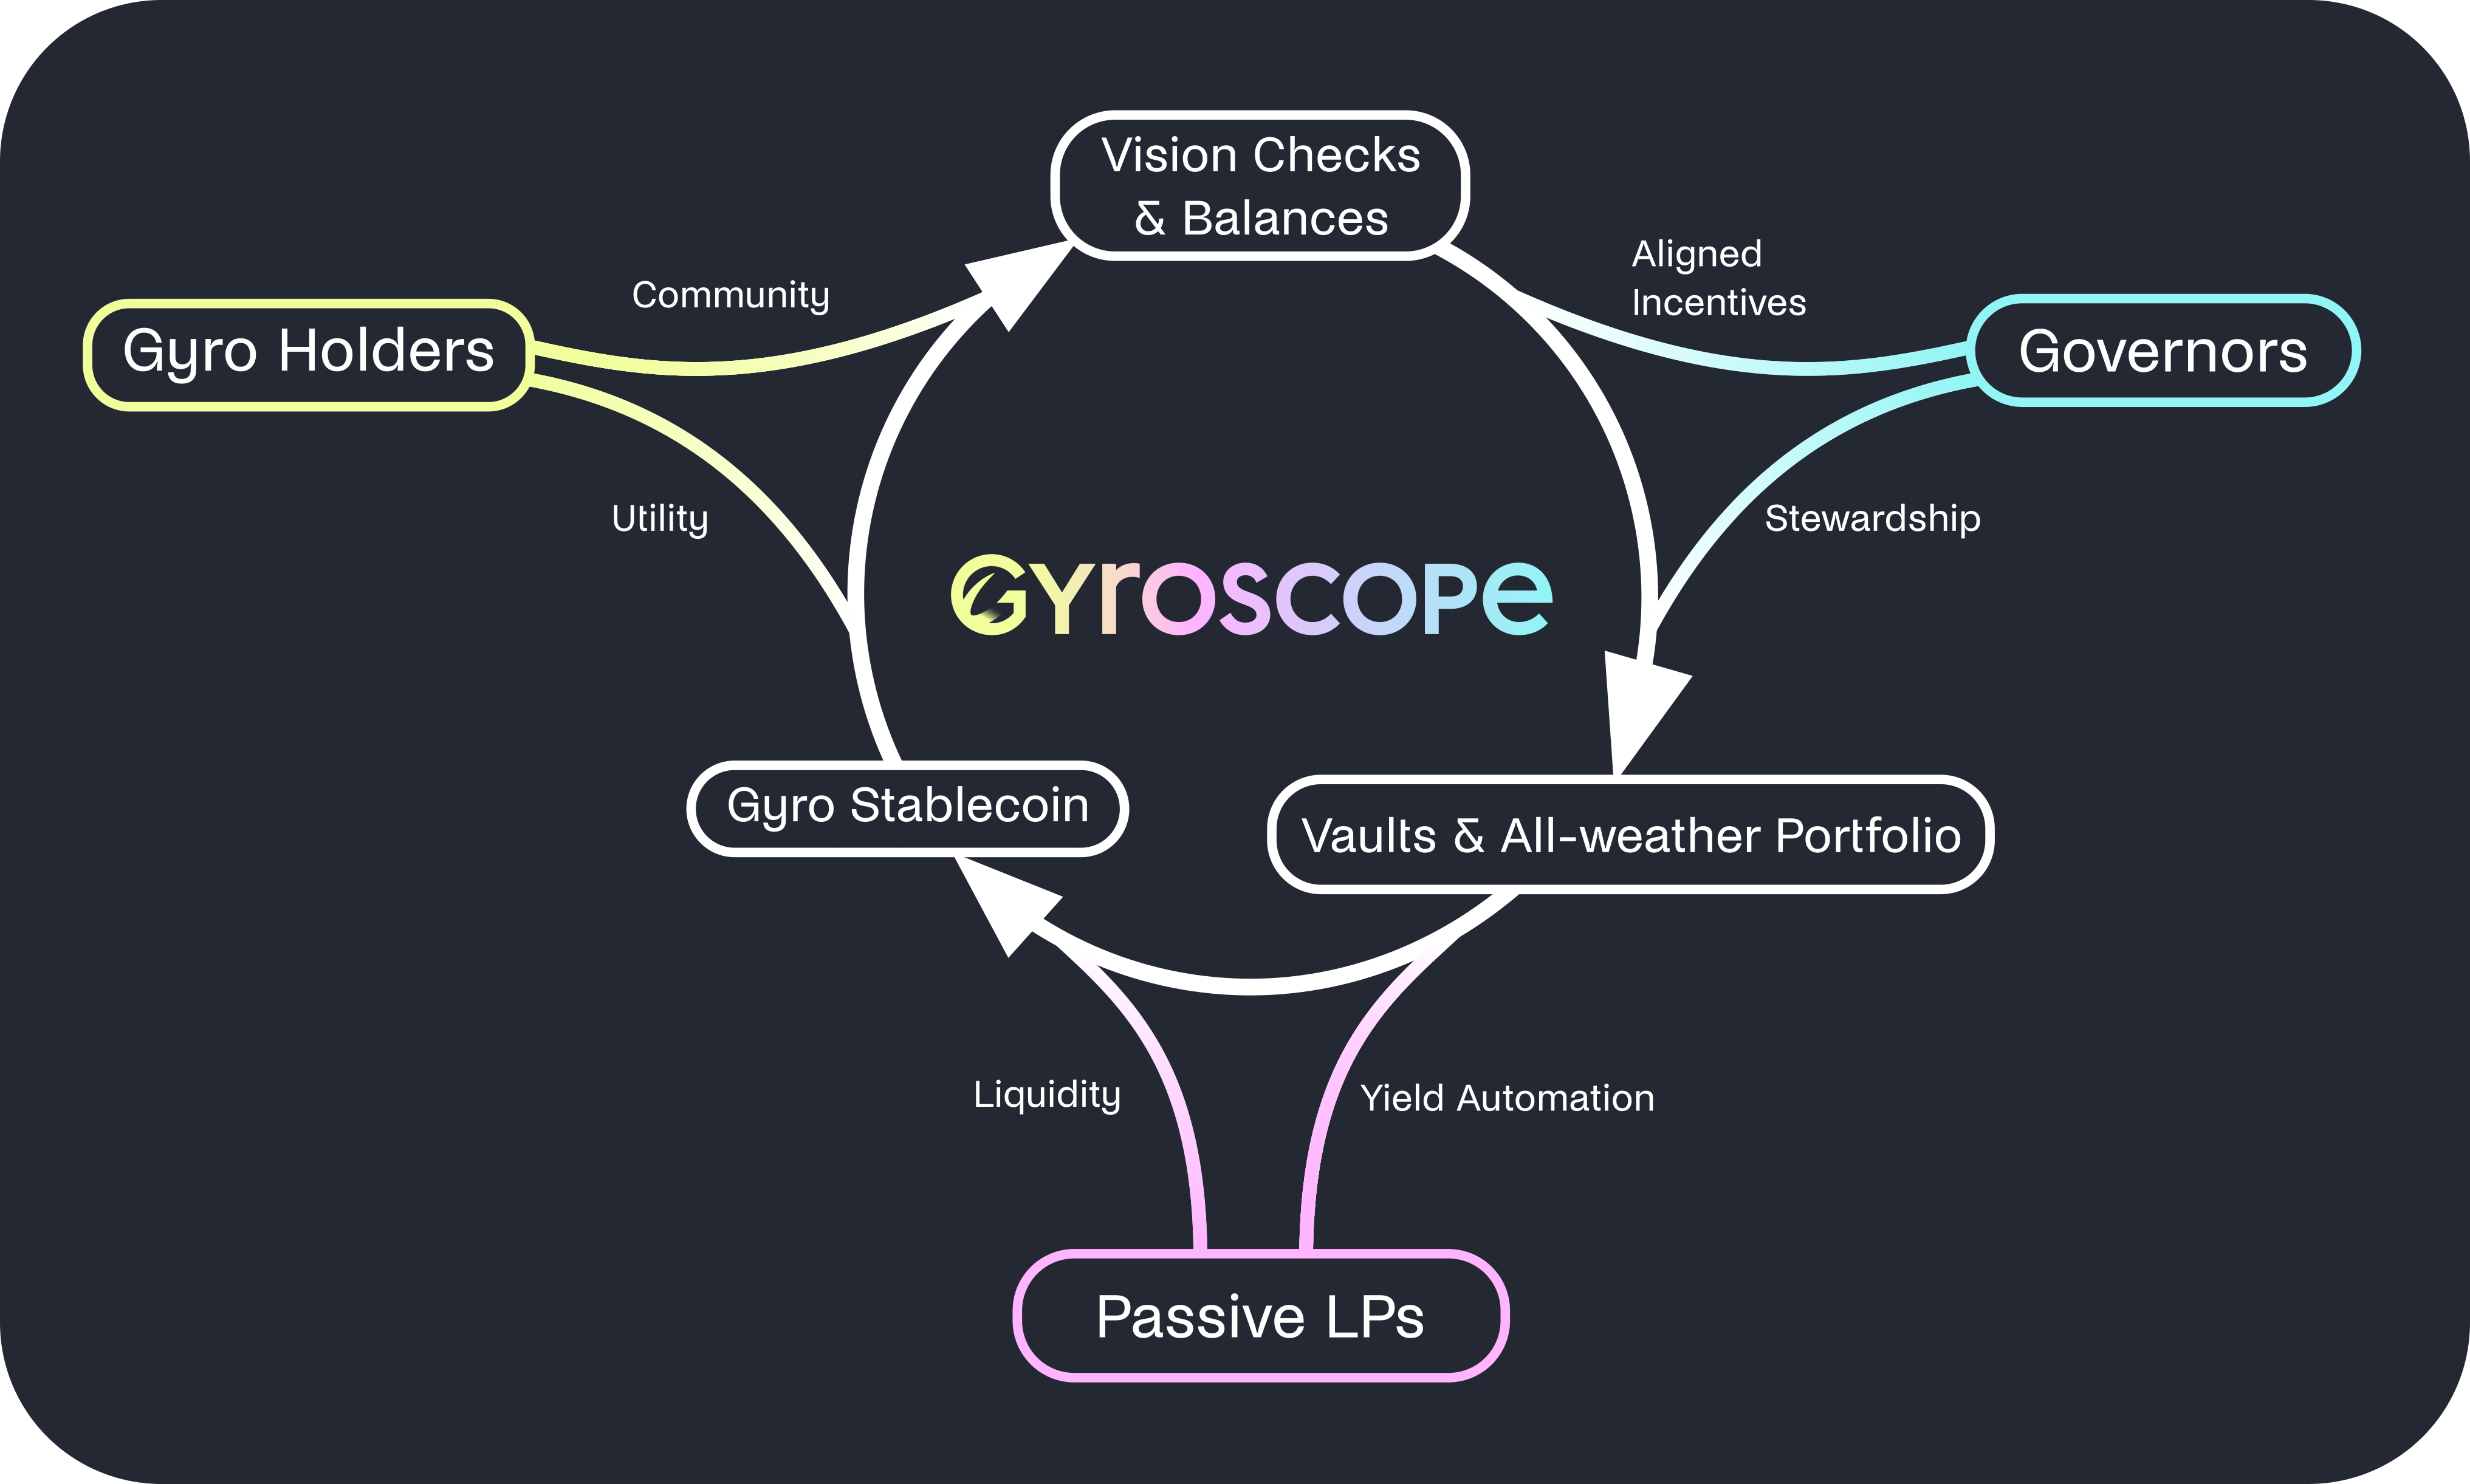 Vision Checks
& Balances
Aligned
Incentives
Community
Gyro Holders
Governors
Utility
Stewardship
Gyroscope
Gyro Stablecoin
Vaults & All-weather Portfolio
Liquidity
Yield Automation
Passive LPs